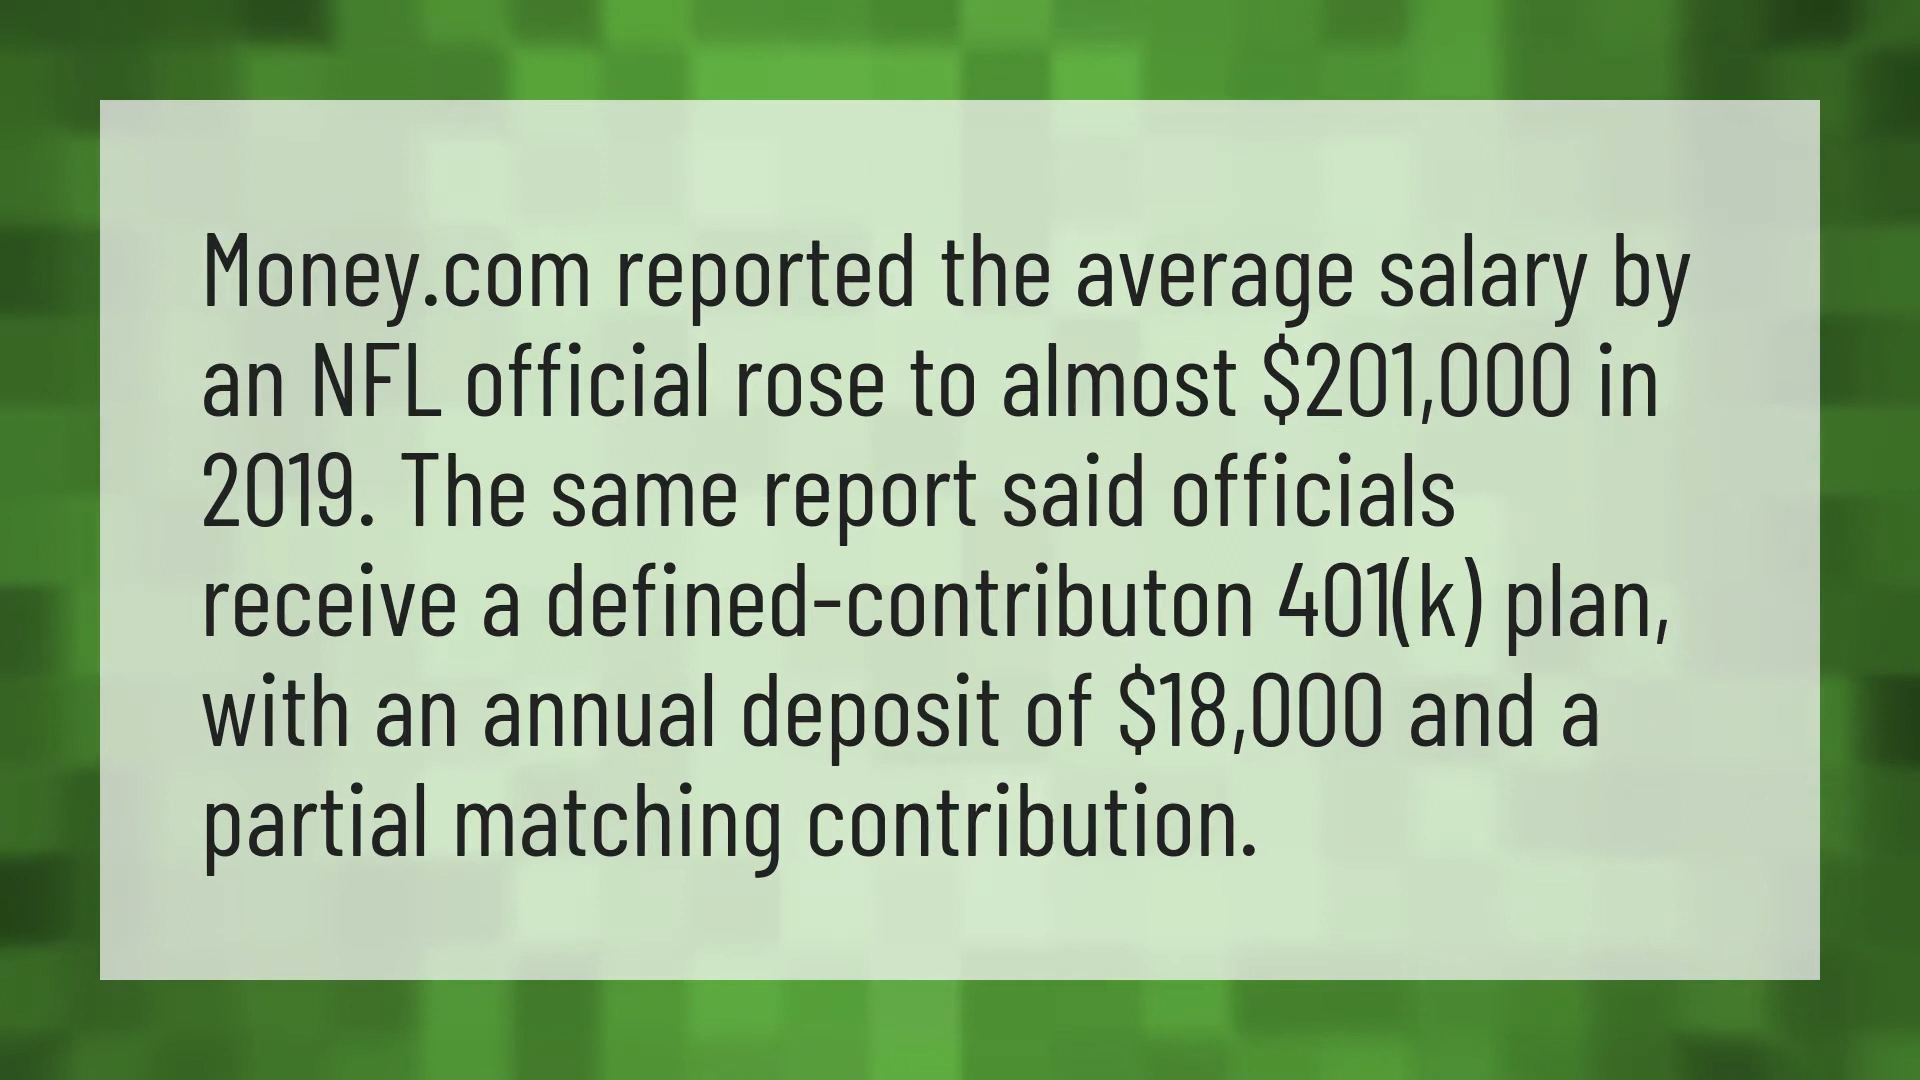 Money.com reported the average salary by
an NFL official rose to almost $201,000 in
2019. The same report said officials
receive a defined-contributon 401(k) plan,
with an annual deposit of $18,000 and a
partial matching contribution.